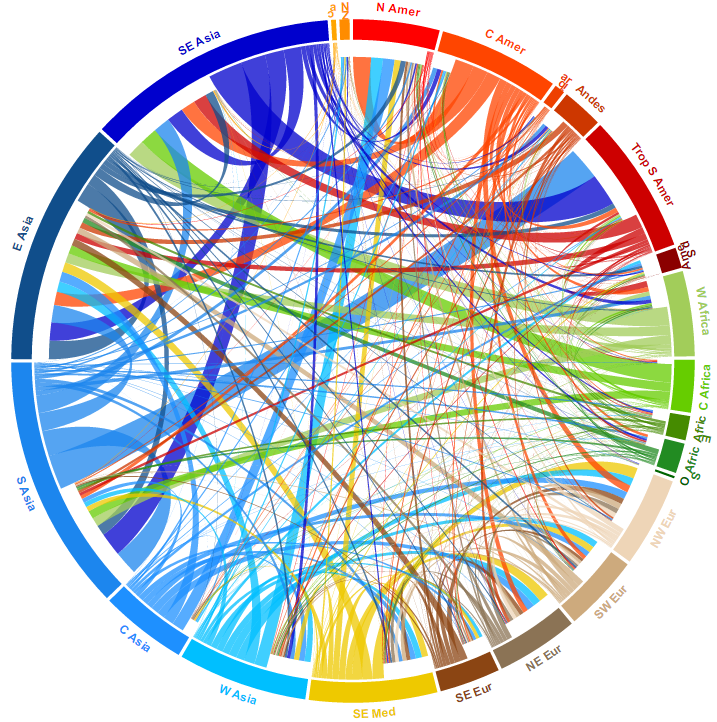 N Amer
C Amer
Andes
Trop S Amer
W Africa
C Africa
NW Eur
SW Eur
NE Eur
SE Eur
SE Med
W Asia
C Asia
S Asia
E Asia
SE Asia
NZ